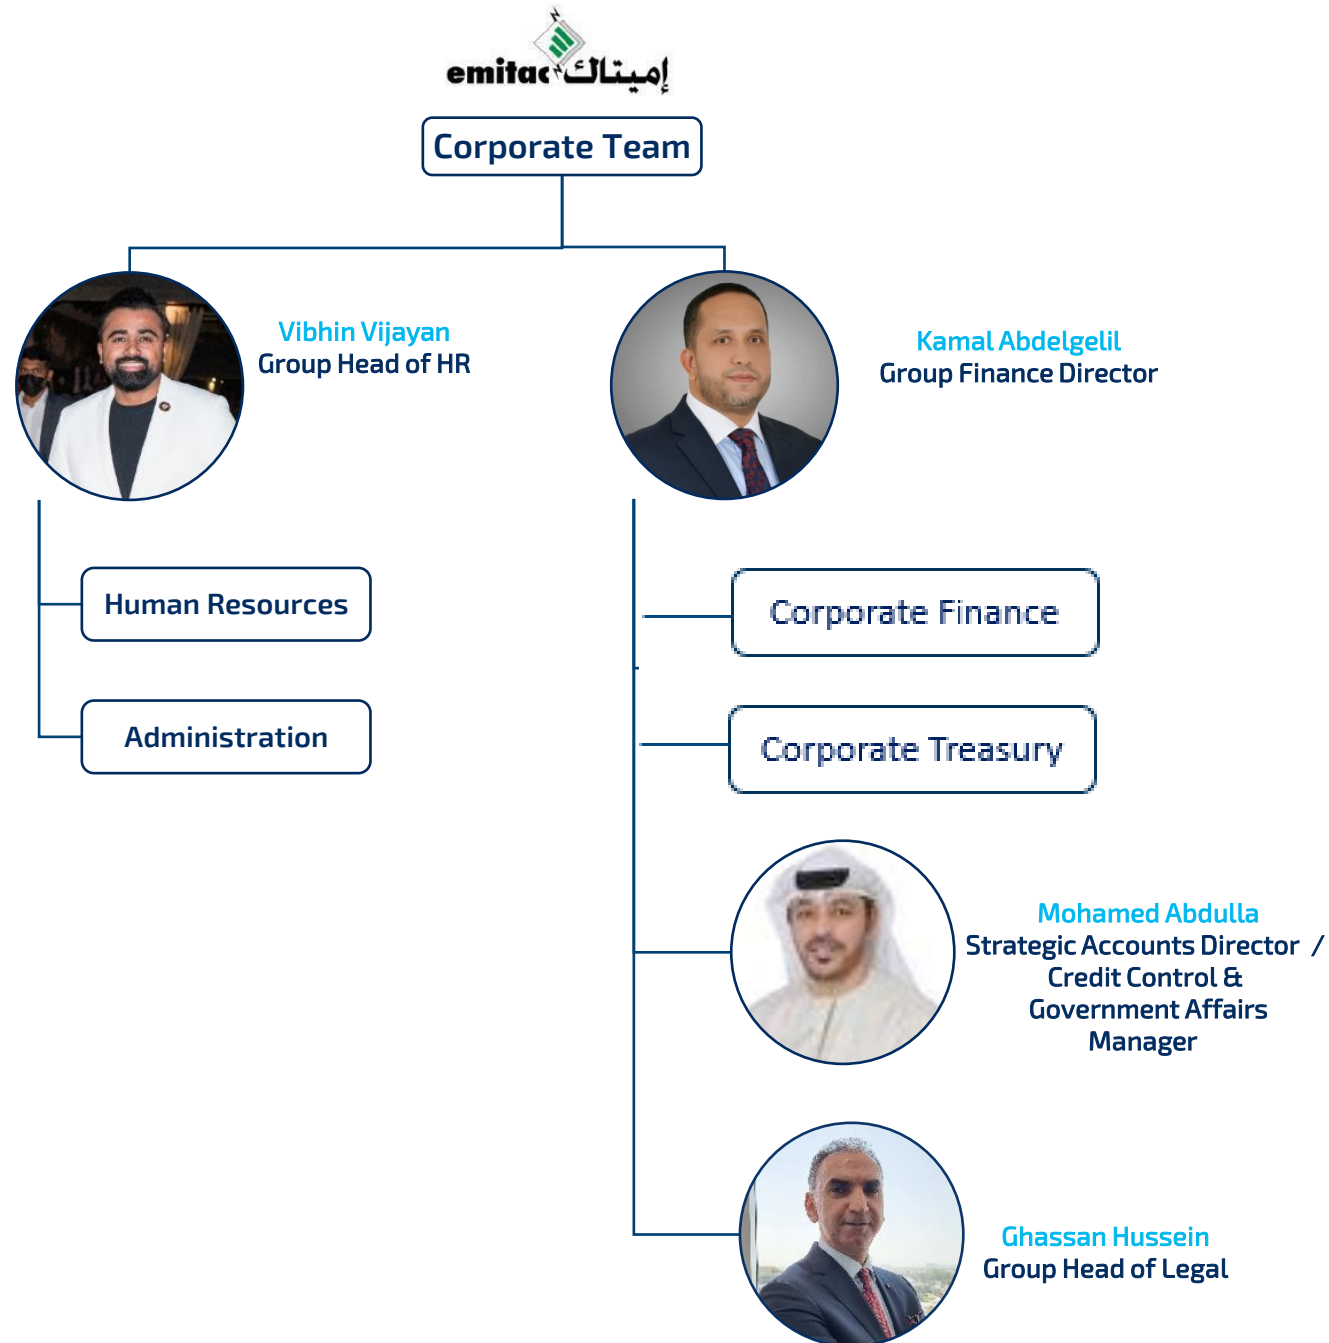 emitac إميتاك
Corporate Team
Vibhin Vijayan
Group Head of HR
Kamal Abdelgelil
Group Finance Director
Human Resources
Administration
Corporate Finance
Corporate Treasury
Mohamed Abdulla
Strategic Accounts Director /
Credit Control &
Government Affairs
Manager
Ghassan Hussein
Group Head of Legal